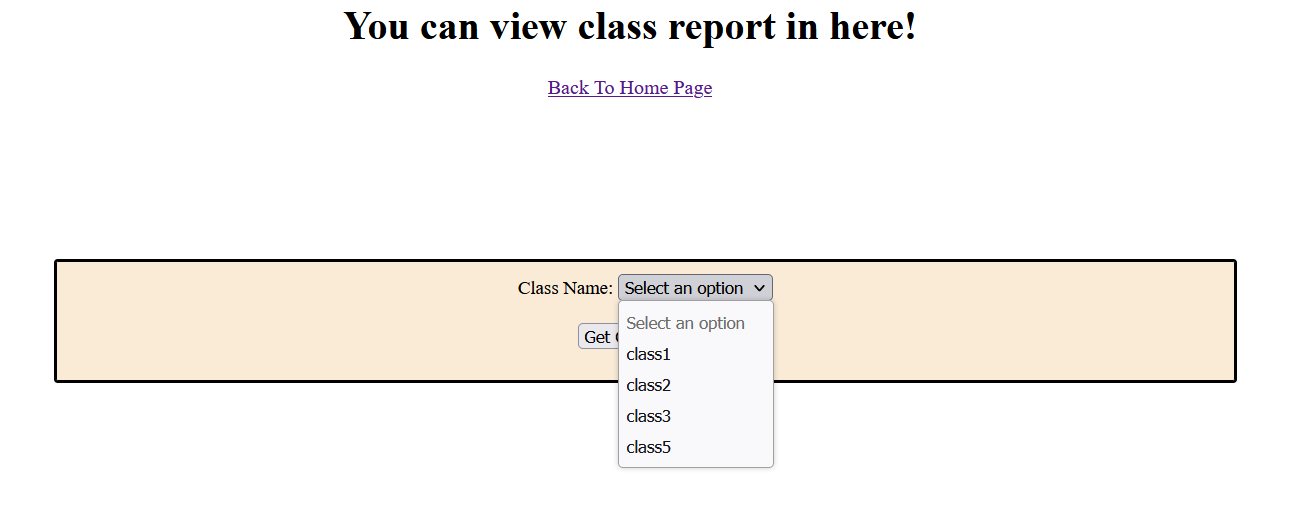 You can view class report in here!
Back To Home Page
Class Name: Select an option
Select an option
Get
class1
class2
class3
class5